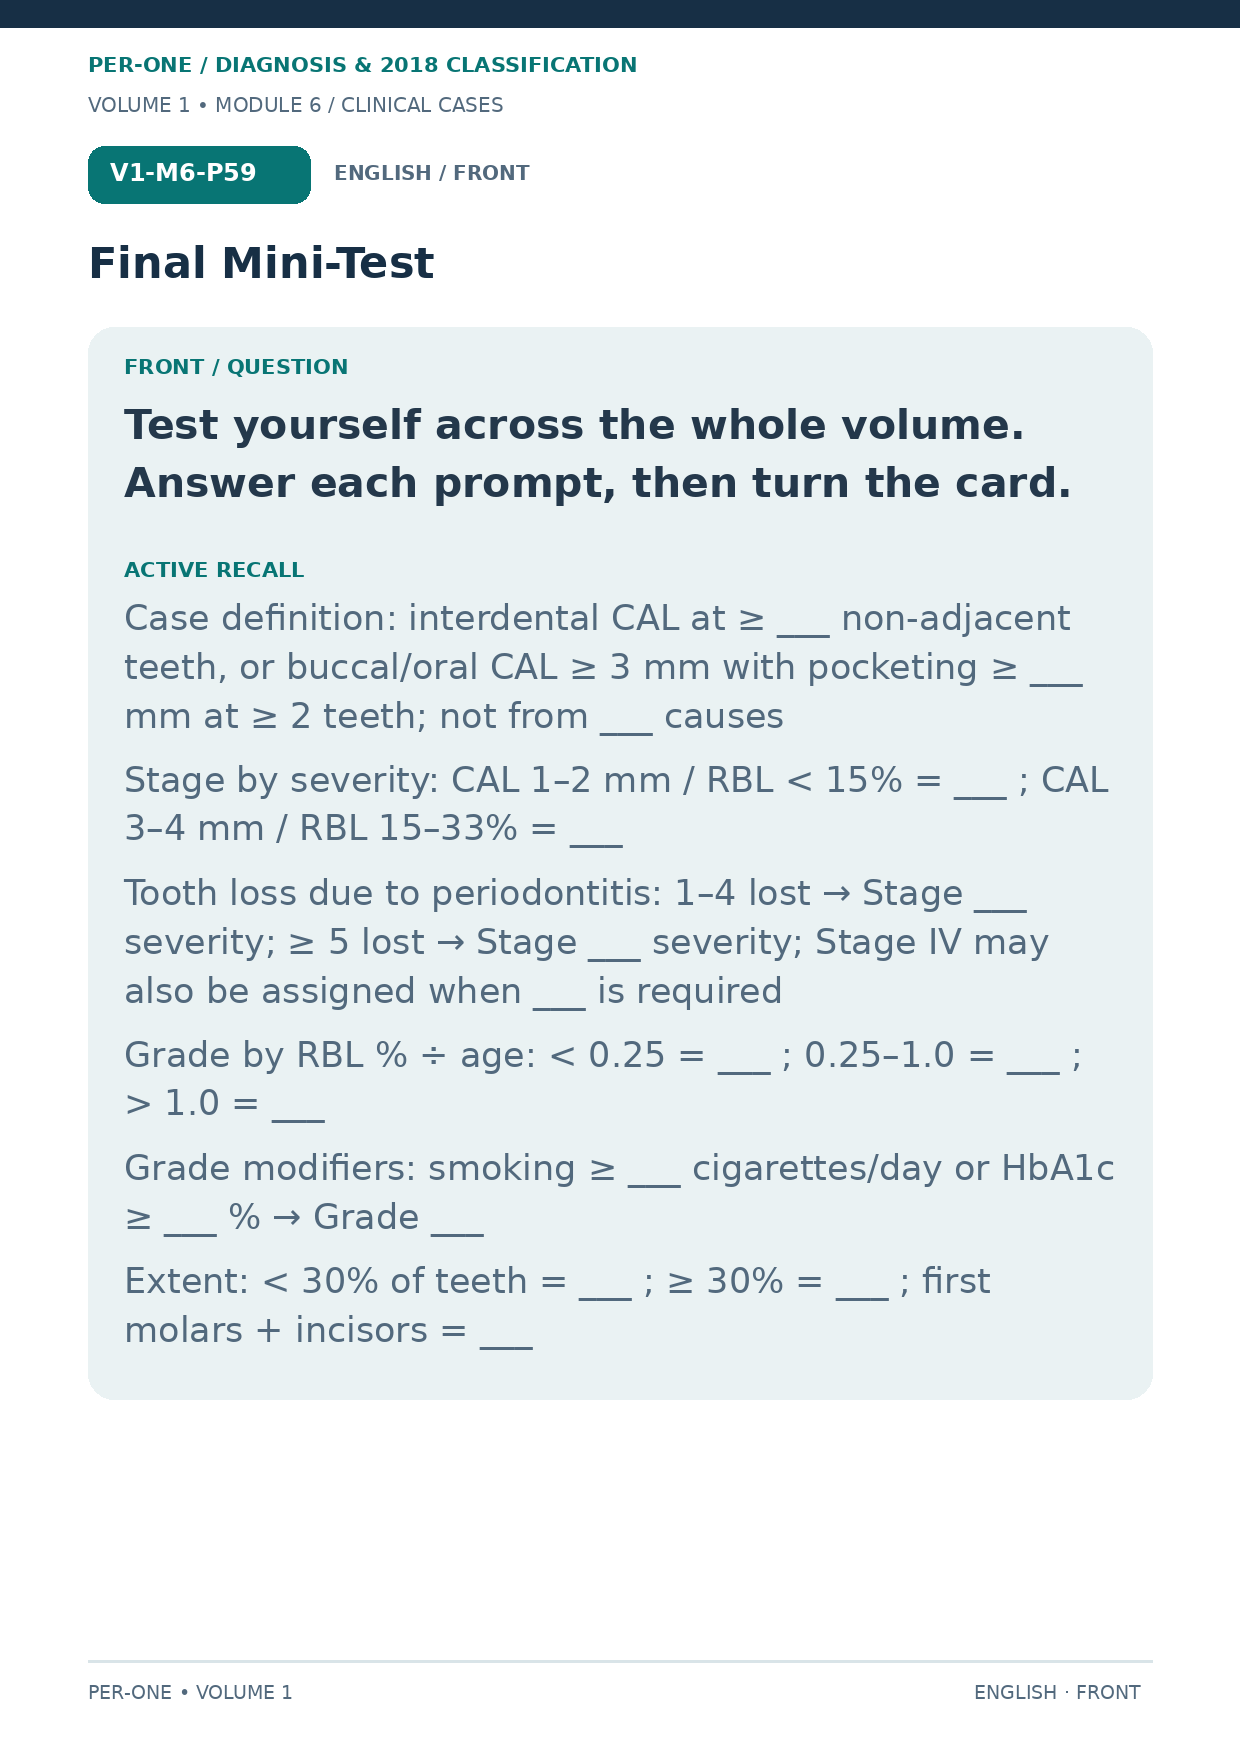 PER-ONE / DIAGNOSIS & 2018 CLASSIFICATION
VOLUME 1 • MODULE 6 / CLINICAL CASES
V1-M6-P59
ENGLISH / FRONT
Final Mini-Test
FRONT / QUESTION
Test yourself across the whole volume.
Answer each prompt, then turn the card.
ACTIVE RECALL
Case definition: interdental CAL at ≥ ___ non-adjacent
teeth, or buccal/oral CAL ≥ 3 mm with pocketing ≥ ___
mm at ≥ 2 teeth; not from ___ causes
Stage by severity: CAL 1–2 mm / RBL < 15% = ___ ; CAL
3–4 mm / RBL 15–33% = ___
Tooth loss due to periodontitis: 1–4 lost → Stage ___
severity; ≥ 5 lost → Stage ___ severity; Stage IV may
also be assigned when ___ is required
Grade by RBL % ÷ age: < 0.25 = ___ ; 0.25–1.0 = ___ ;
> 1.0 = ___
Grade modifiers: smoking ≥ ___ cigarettes/day or HbA1c
≥ ___ % → Grade ___
Extent: < 30% of teeth = ___ ; ≥ 30% = ___ ; first
molars + incisors = ___
PER-ONE • VOLUME 1
ENGLISH · FRONT